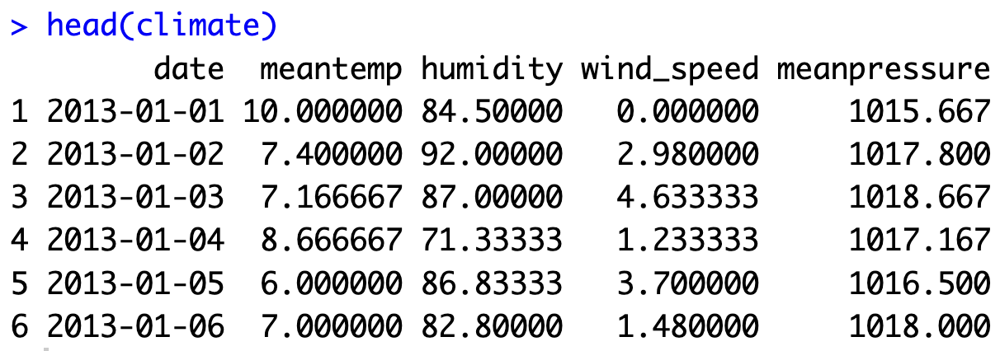 > head(climate)
date meantemp humidity wind_speed meanpressure
1 2013-01-01 10.000000 84.50000 0.000000 1015.667
2 2013-01-02 7.400000 92.00000 2.980000 1017.800
3 2013-01-03 7.166667 87.00000 4.633333 1018.667
4 2013-01-04 8.666667 71.33333 1.233333 1017.167
5 2013-01-05 6.000000 86.83333 3.700000 1016.500
6 2013-01-06 7.000000 82.80000 1.480000 1018.000